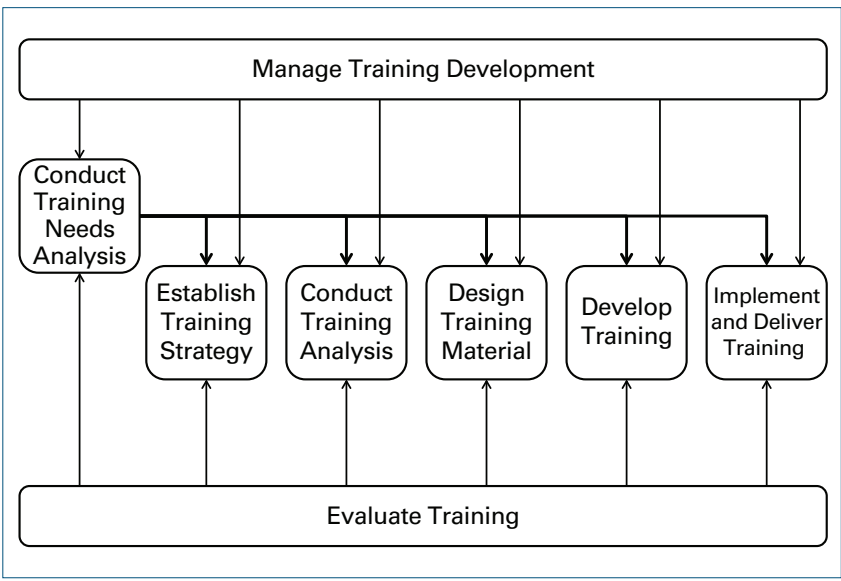 Manage Training Development
Conduct
Training
Needs
Analysis
Establish
Training
Strategy
Conduct
Training
Analysis
Design
Training
Material
Develop
Training
Implement
and Deliver
Training
Evaluate Training